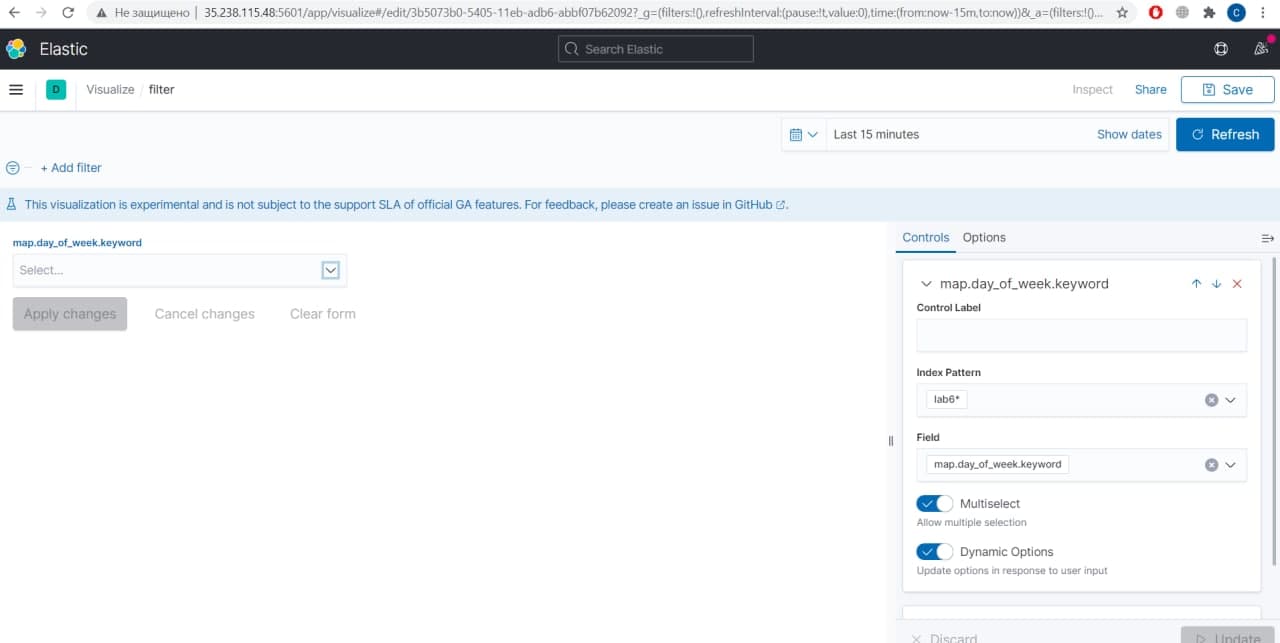 Не защищено | 35.238.115.48:5601/app/visualize#/edit/3b5073b0-5405-11eb-adb6-abbf07b62092?_g=(filters:!(),refreshInterval:(pause:!t,value:0),time:(from:now-15m,to:now))&_a=(filters:!()... C
Elastic Search Elastic
D Visualize / filter Inspect Share Save
Last 15 minutes Show dates Refresh
+ Add filter
This visualization is experimental and is not subject to the support SLA of official GA features. For feedback, please create an issue in GitHub.
map.day_of_week.keyword
Select...
Apply changes Cancel changes Clear form
Controls Options
map.day_of_week.keyword
Control Label
Index Pattern
lab6*
Field
map.day_of_week.keyword
Multiselect
Allow multiple selection
Dynamic Options
Update options in response to user input
Discard Update